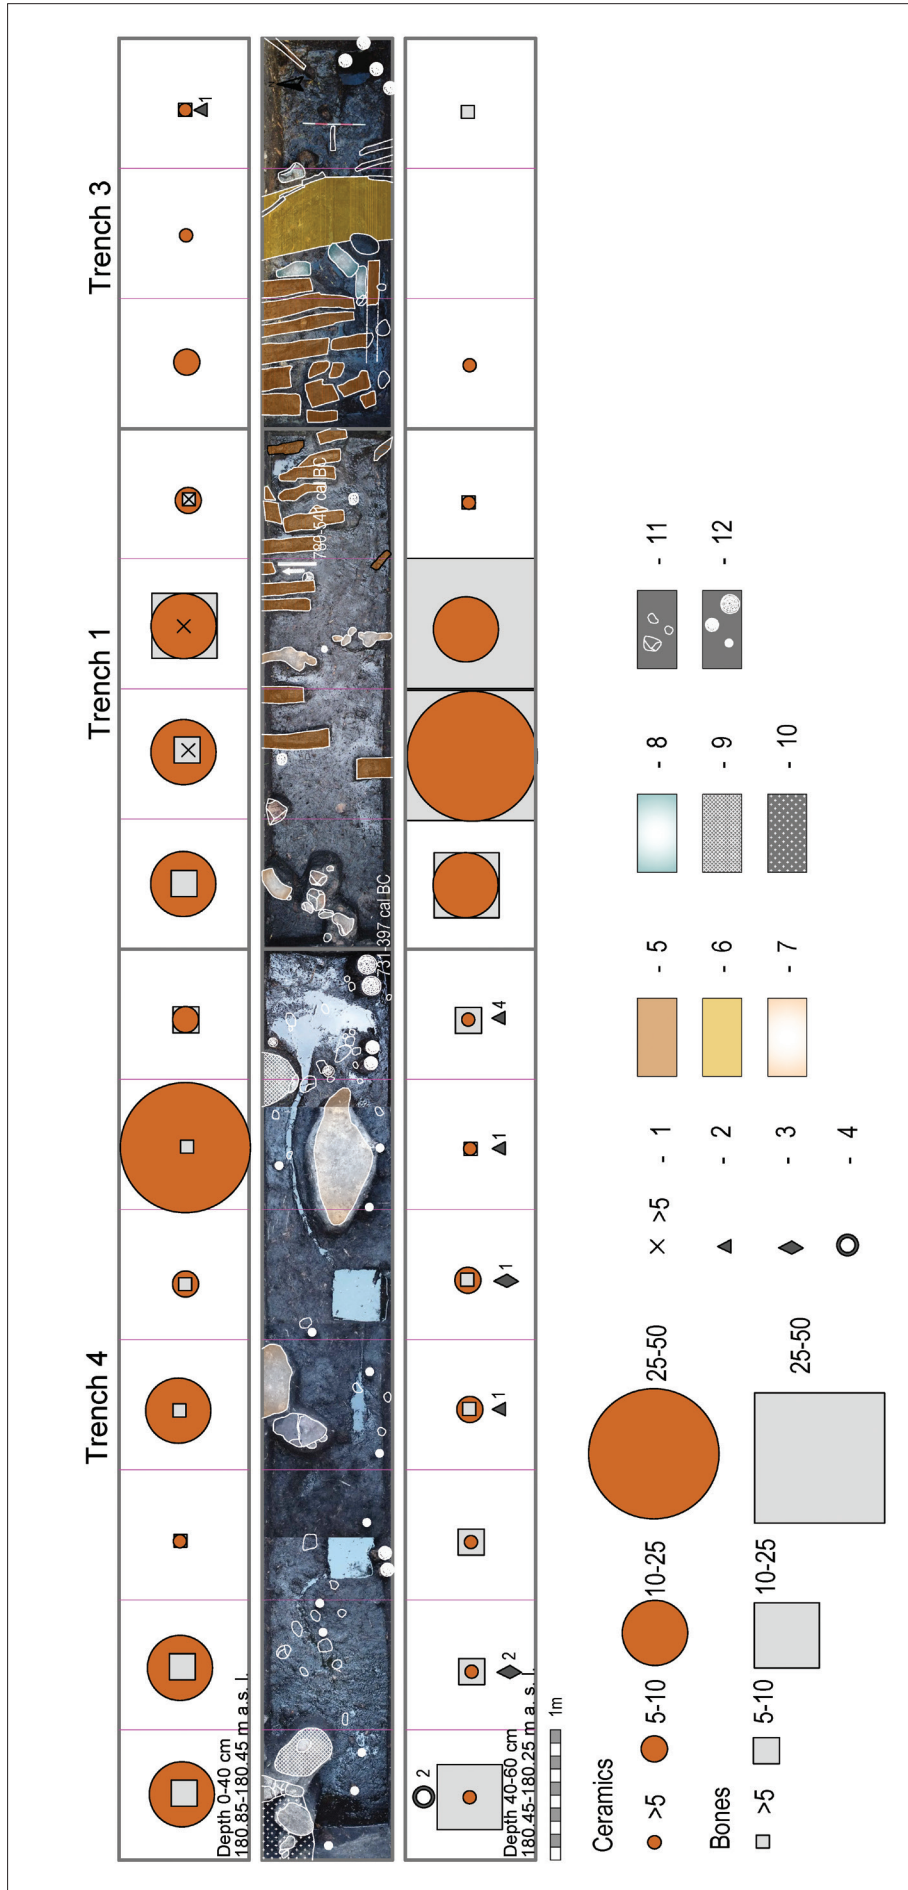 Trench 4
Trench 1
Trench 3
1
Depth 0-40 cm
180.85-180.45 m a. s. l.
731-397 cal BC
780-541 cal BC
2
2
1
1
1
4
Depth 40-60 cm
180.45-180.25 m a. s. l.
1m
Ceramics
>5
5-10
10-25
25-50
Bones
>5
5-10
10-25
25-50
>5 - 1
- 2
- 3
- 4
- 5
- 6
- 7
- 8
- 9
- 10
- 11
- 12